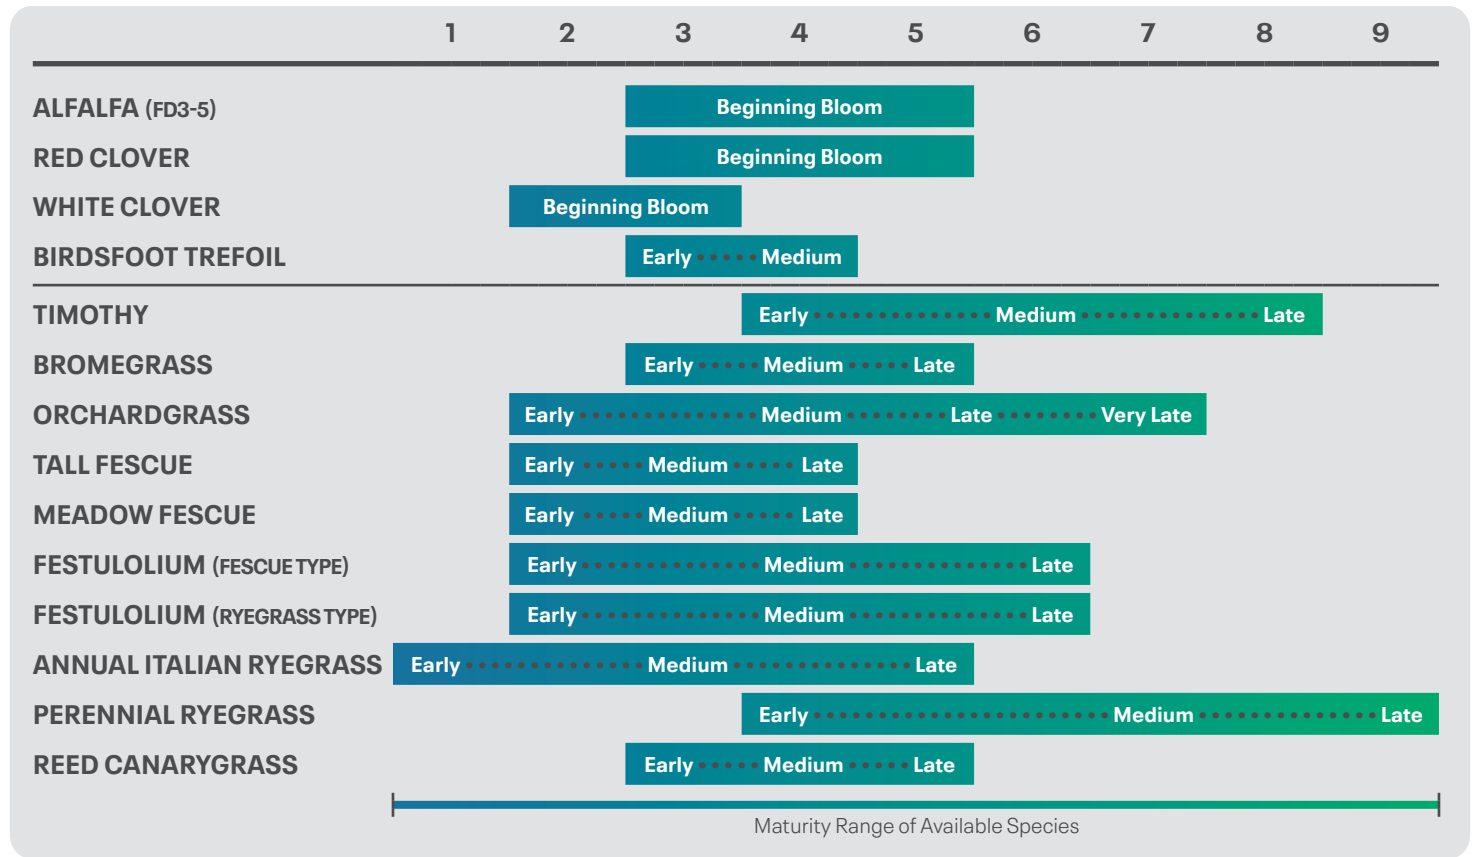 1 2 3 4 5 6 7 8 9
ALFALFA (FD3-5) Beginning Bloom
RED CLOVER Beginning Bloom
WHITE CLOVER Beginning Bloom
BIRDSFOOT TREFOIL Early ····· Medium
TIMOTHY Early ·············· Medium ·············· Late
BROMEGRASS Early ····· Medium ····· Late
ORCHARDGRASS Early ·············· Medium ········ Late ········ Very Late
TALL FESCUE Early ····· Medium ····· Late
MEADOW FESCUE Early ····· Medium ····· Late
FESTULOLIUM (FESCUE TYPE) Early ·············· Medium ·············· Late
FESTULOLIUM (RYEGRASS TYPE) Early ·············· Medium ·············· Late
ANNUAL ITALIAN RYEGRASS Early ·············· Medium ·············· Late
PERENNIAL RYEGRASS Early ······················· Medium ·············· Late
REED CANARYGRASS Early ····· Medium ····· Late
Maturity Range of Available Species